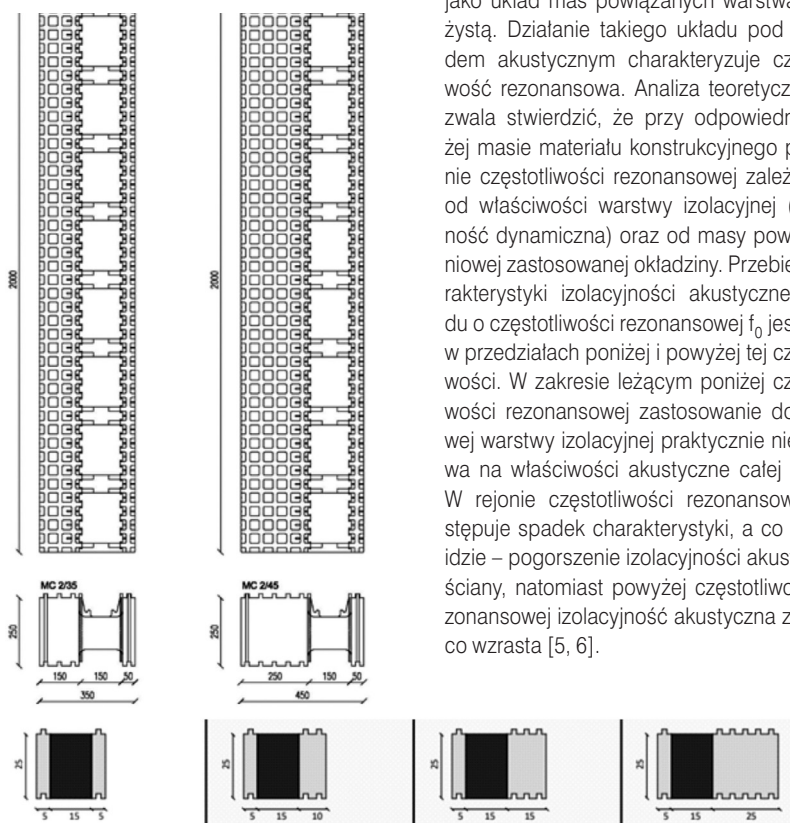 jako układ mas powiązanych warstwa
żystą. Działanie takiego układu pod
dem akustycznym charakteryzuje cz
wość rezonansowa. Analiza teoretycz
zwala stwierdzić, że przy odpowiedn
żej masie materiału konstrukcyjnego p
nie częstotliwości rezonansowej zależ
od właściwości warstwy izolacyjnej (
ność dynamiczna) oraz od masy pow
niowej zastosowanej okładziny. Przebie
rakterystyki izolacyjności akustyczne
du o częstotliwości rezonansowej f₀ jes
w przedziałach poniżej i powyżej tej cz
wości. W zakresie leżącym poniżej cz
wości rezonansowej zastosowanie do
wej warstwy izolacyjnej praktycznie nie
wa na właściwości akustyczne całej
W rejonie częstotliwości rezonansow
stępuje spadek charakterystyki, a co
idzie – pogorszenie izolacyjności akust
ściany, natomiast powyżej częstotliwo
zonansowej izolacyjność akustyczna z
co wzrasta [5, 6].
2000
2000
MC 2/35
250
150 150 50
350
MC 2/45
250
250 150 50
450
25
5 15 5
25
5 15 10
25
5 15 15
25
5 15 25